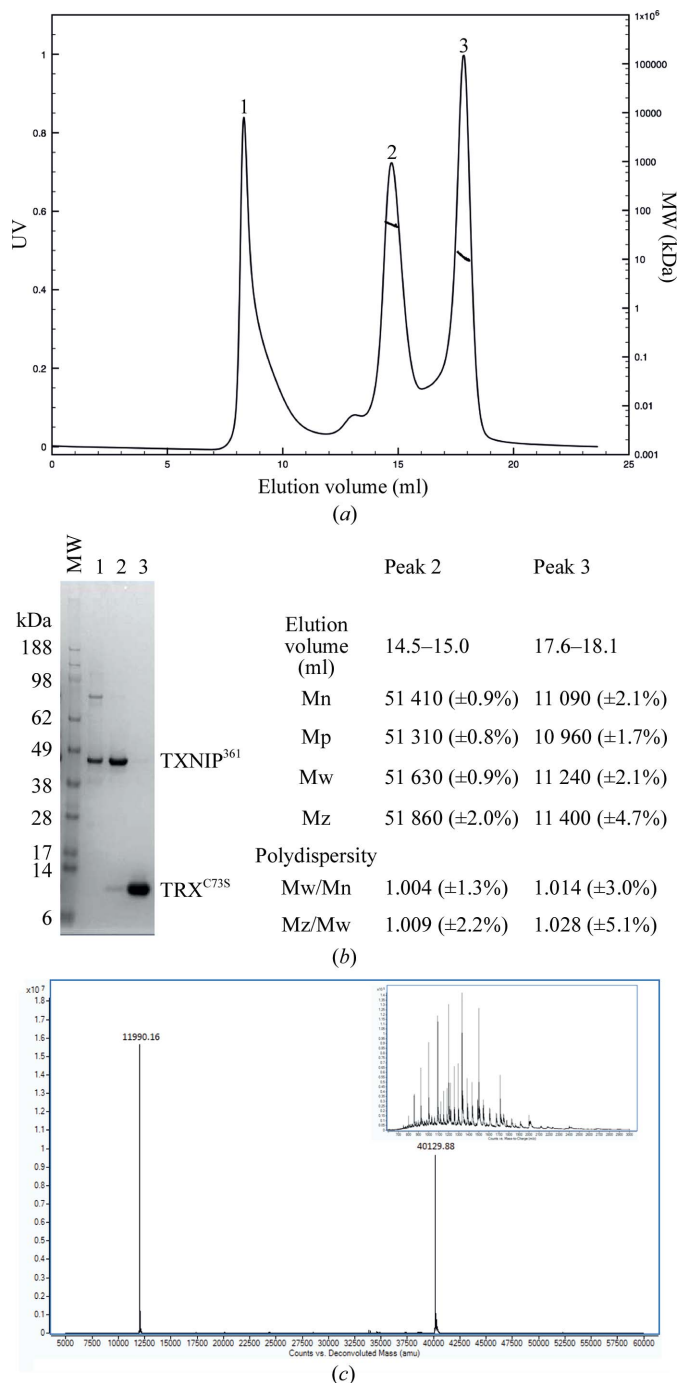 1
2
3
UV
MW (kDa)
1
0.8
0.6
0.4
0.2
0
1x10⁶
100000
10000
1000
100
10
1
0.1
0.01
0.001
0 5 10 15 20 25
Elution volume (ml)
(a)
MW 1 2 3
kDa
188
98
62
49
38
28
17
14
6
TXNIP³⁶¹
TRXᶜ⁷³ˢ
Peak 2 Peak 3
Elution
volume
(ml)
14.5–15.0 17.6–18.1
Mn 51 410 (±0.9%) 11 090 (±2.1%)
Mp 51 310 (±0.8%) 10 960 (±1.7%)
Mw 51 630 (±0.9%) 11 240 (±2.1%)
Mz 51 860 (±2.0%) 11 400 (±4.7%)
Polydispersity
Mw/Mn 1.004 (±1.3%) 1.014 (±3.0%)
Mz/Mw 1.009 (±2.2%) 1.028 (±5.1%)
(b)
x10⁷
1.8
1.7
1.6
1.5
1.4
1.3
1.2
1.1
1
0.9
0.8
0.7
0.6
0.5
0.4
0.3
0.2
0.1
0
11990.16
40129.88
Counts vs. Mass-to-Charge (m/z)
5000 7500 10000 12500 15000 17500 20000 22500 25000 27500 30000 32500 35000 37500 40000 42500 45000 47500 50000 52500 55000 57500 60000
Counts vs. Deconvoluted Mass (amu)
(c)